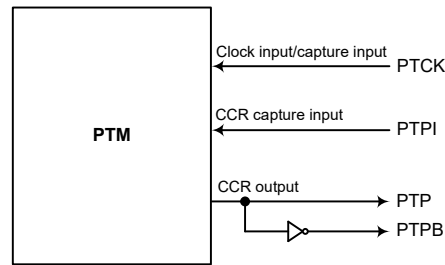 Clock input/capture input
PTCK
CCR capture input
PTPI
PTM
CCR output
PTP
PTPB